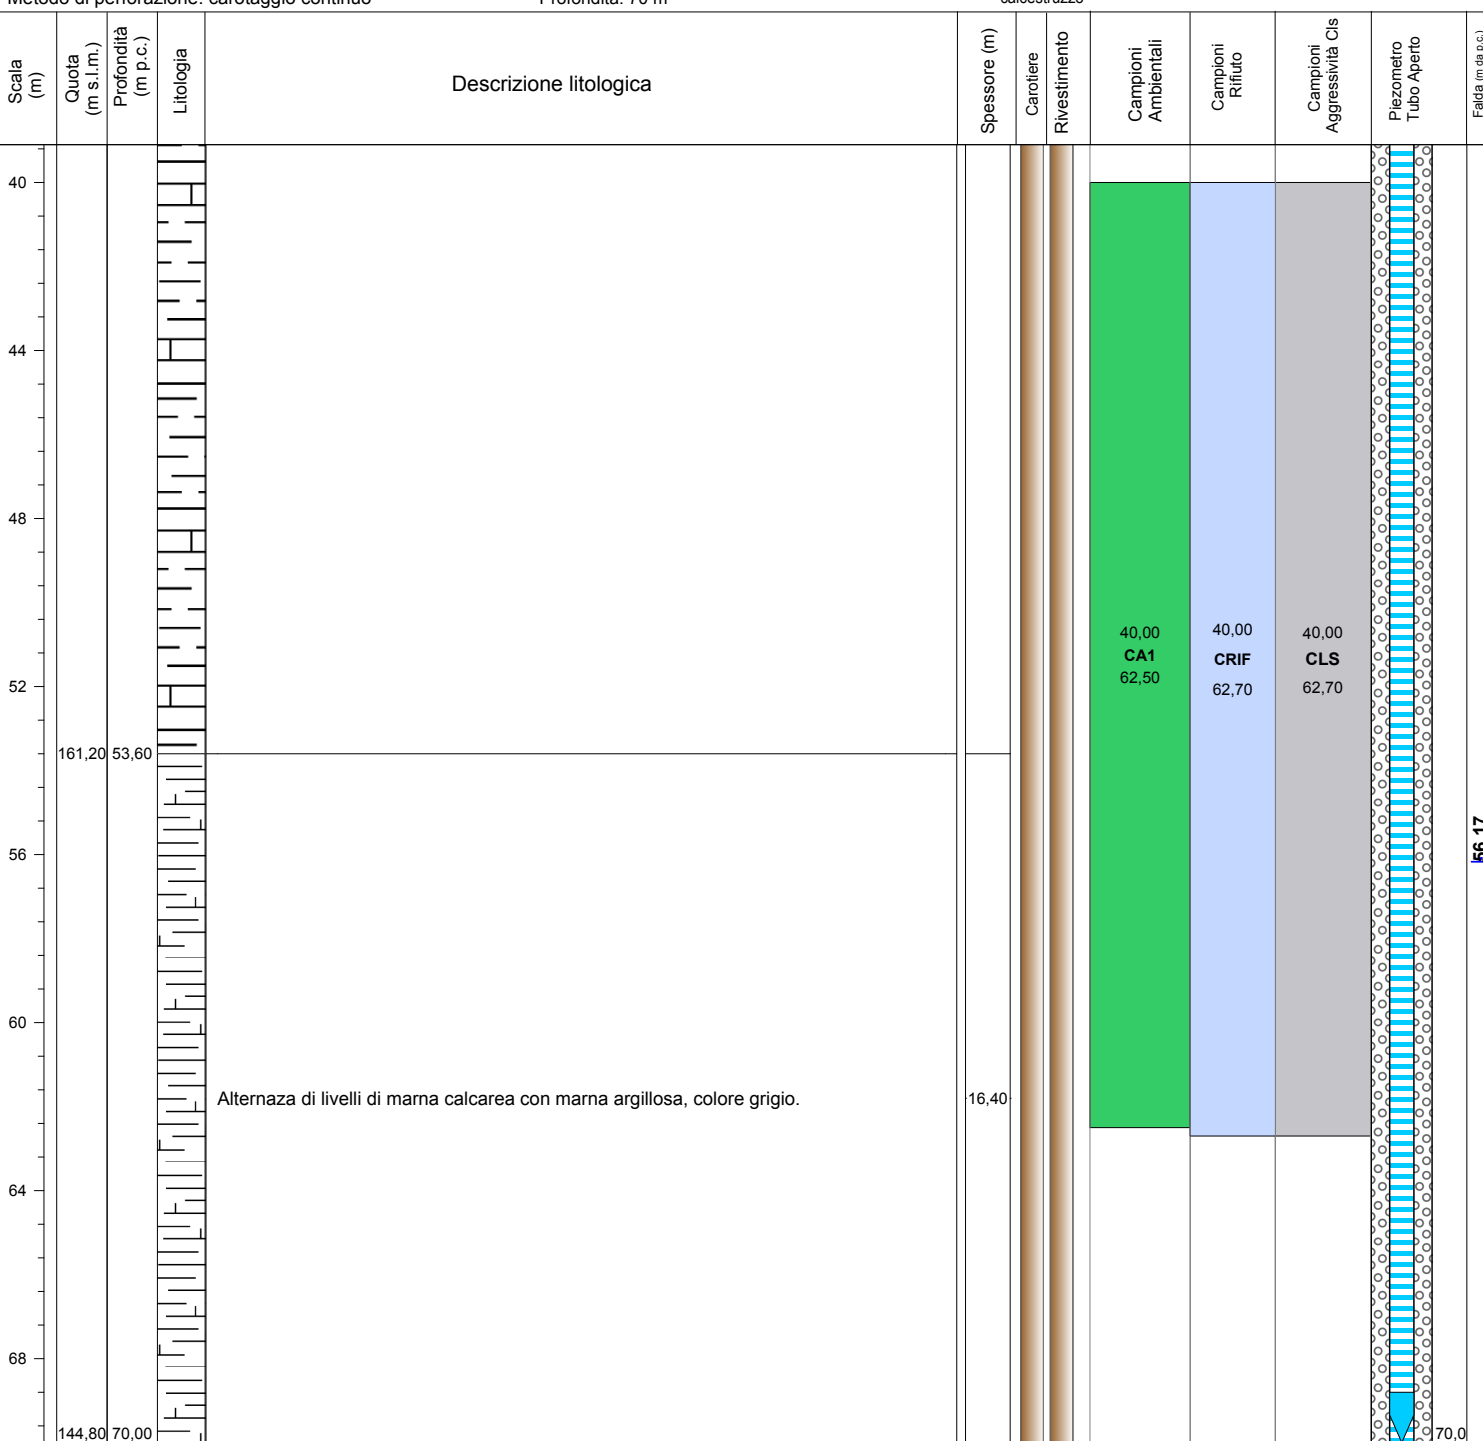 Metodo di perforazione: carotaggio continuo
Profondità: 70 m
calcestruzzo
Scala (m)
Quota (m s.l.m.)
Profondità (m p.c.)
Litologia
Descrizione litologica
Spessore (m)
Carotiere
Rivestimento
Campioni Ambientali
Campioni Rifiuto
Campioni Aggressività Cls
Piezometro Tubo Aperto
Falda (m da p.c.)
40
44
48
40,00 40,00 40,00
CA1 CRIF CLS
62,50 62,70 62,70
52
161,20 53,60
56
56,17
60
Alternaza di livelli di marna calcarea con marna argillosa, colore grigio.
16,40
64
68
144,80 70,00
70,0